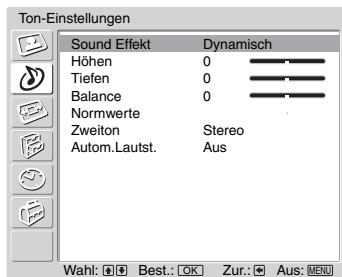 Ton-Einstellungen
Sound Effekt Dynamisch
Höhen 0
Tiefen 0
Balance 0
Normwerte
Zweiton Stereo
Autom.Lautst. Aus
Wahl: Best.: OK Zur.: Aus: MENU